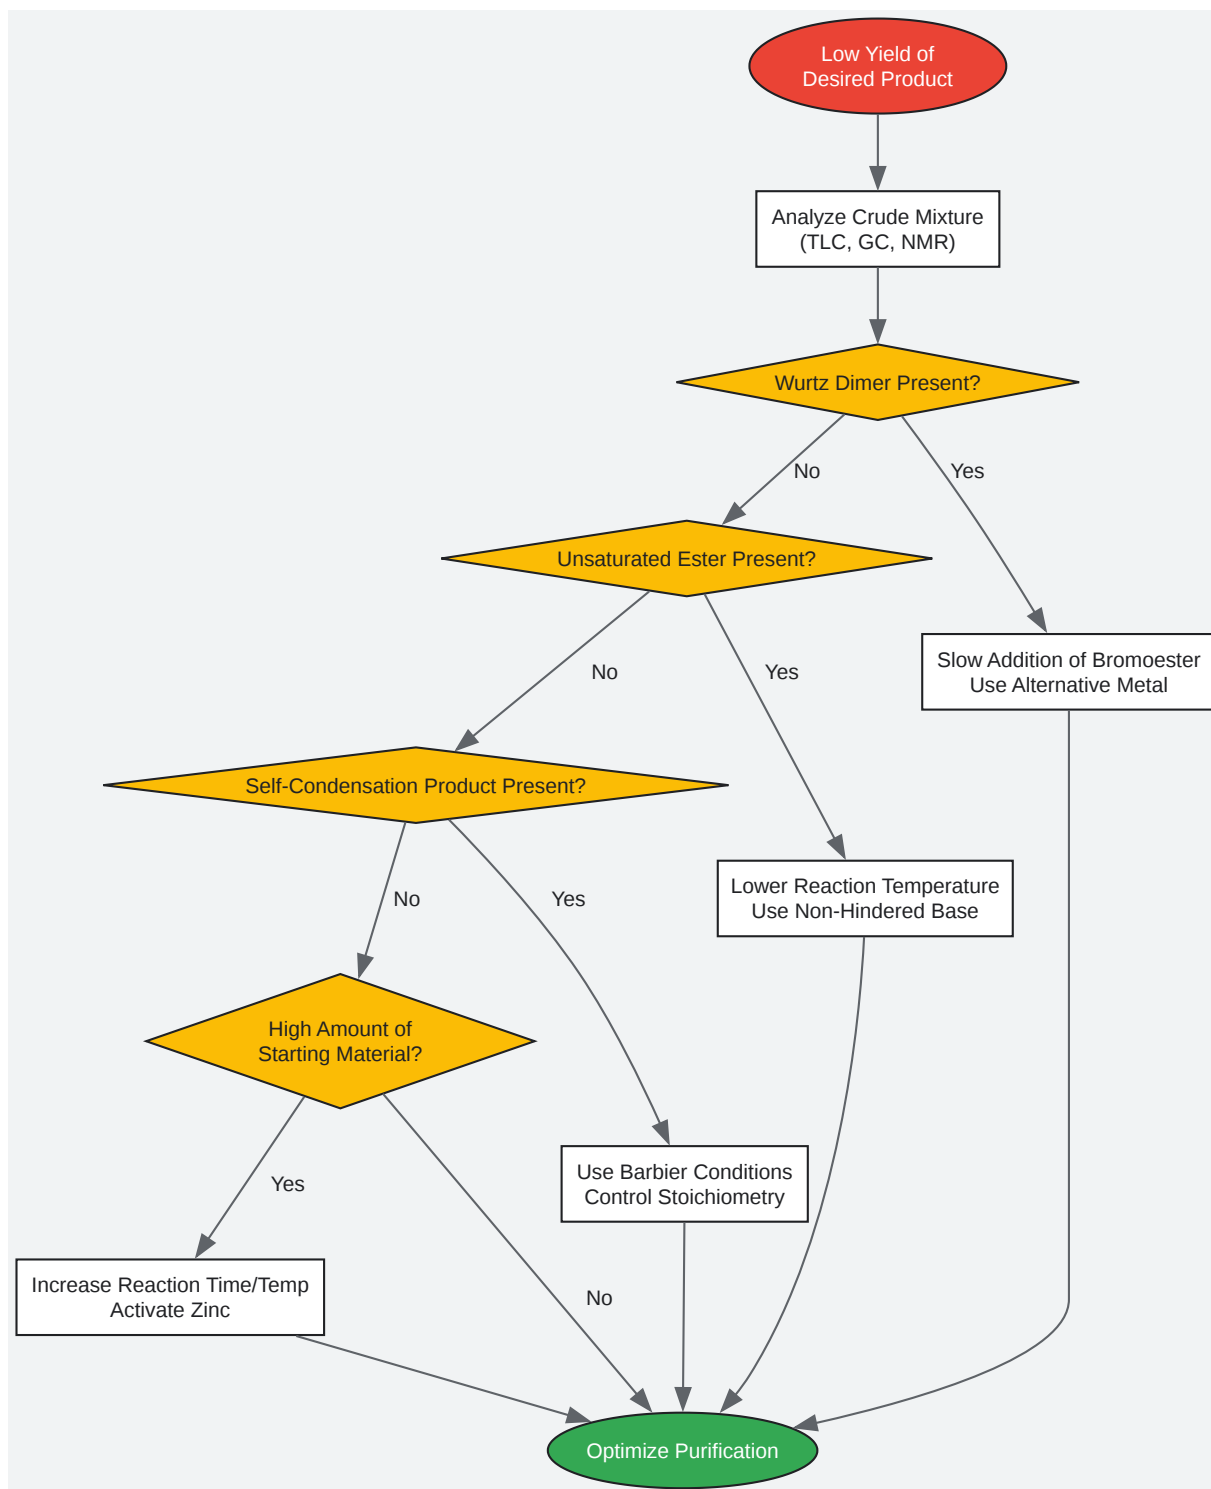 Low Yield of
Desired Product
Analyze Crude Mixture
(TLC, GC, NMR)
Wurtz Dimer Present?
No
Yes
Unsaturated Ester Present?
No
Yes
Slow Addition of Bromoester
Use Alternative Metal
Self-Condensation Product Present?
No
Yes
Lower Reaction Temperature
Use Non-Hindered Base
High Amount of
Starting Material?
Yes
No
Use Barbier Conditions
Control Stoichiometry
Increase Reaction Time/Temp
Activate Zinc
Optimize Purification